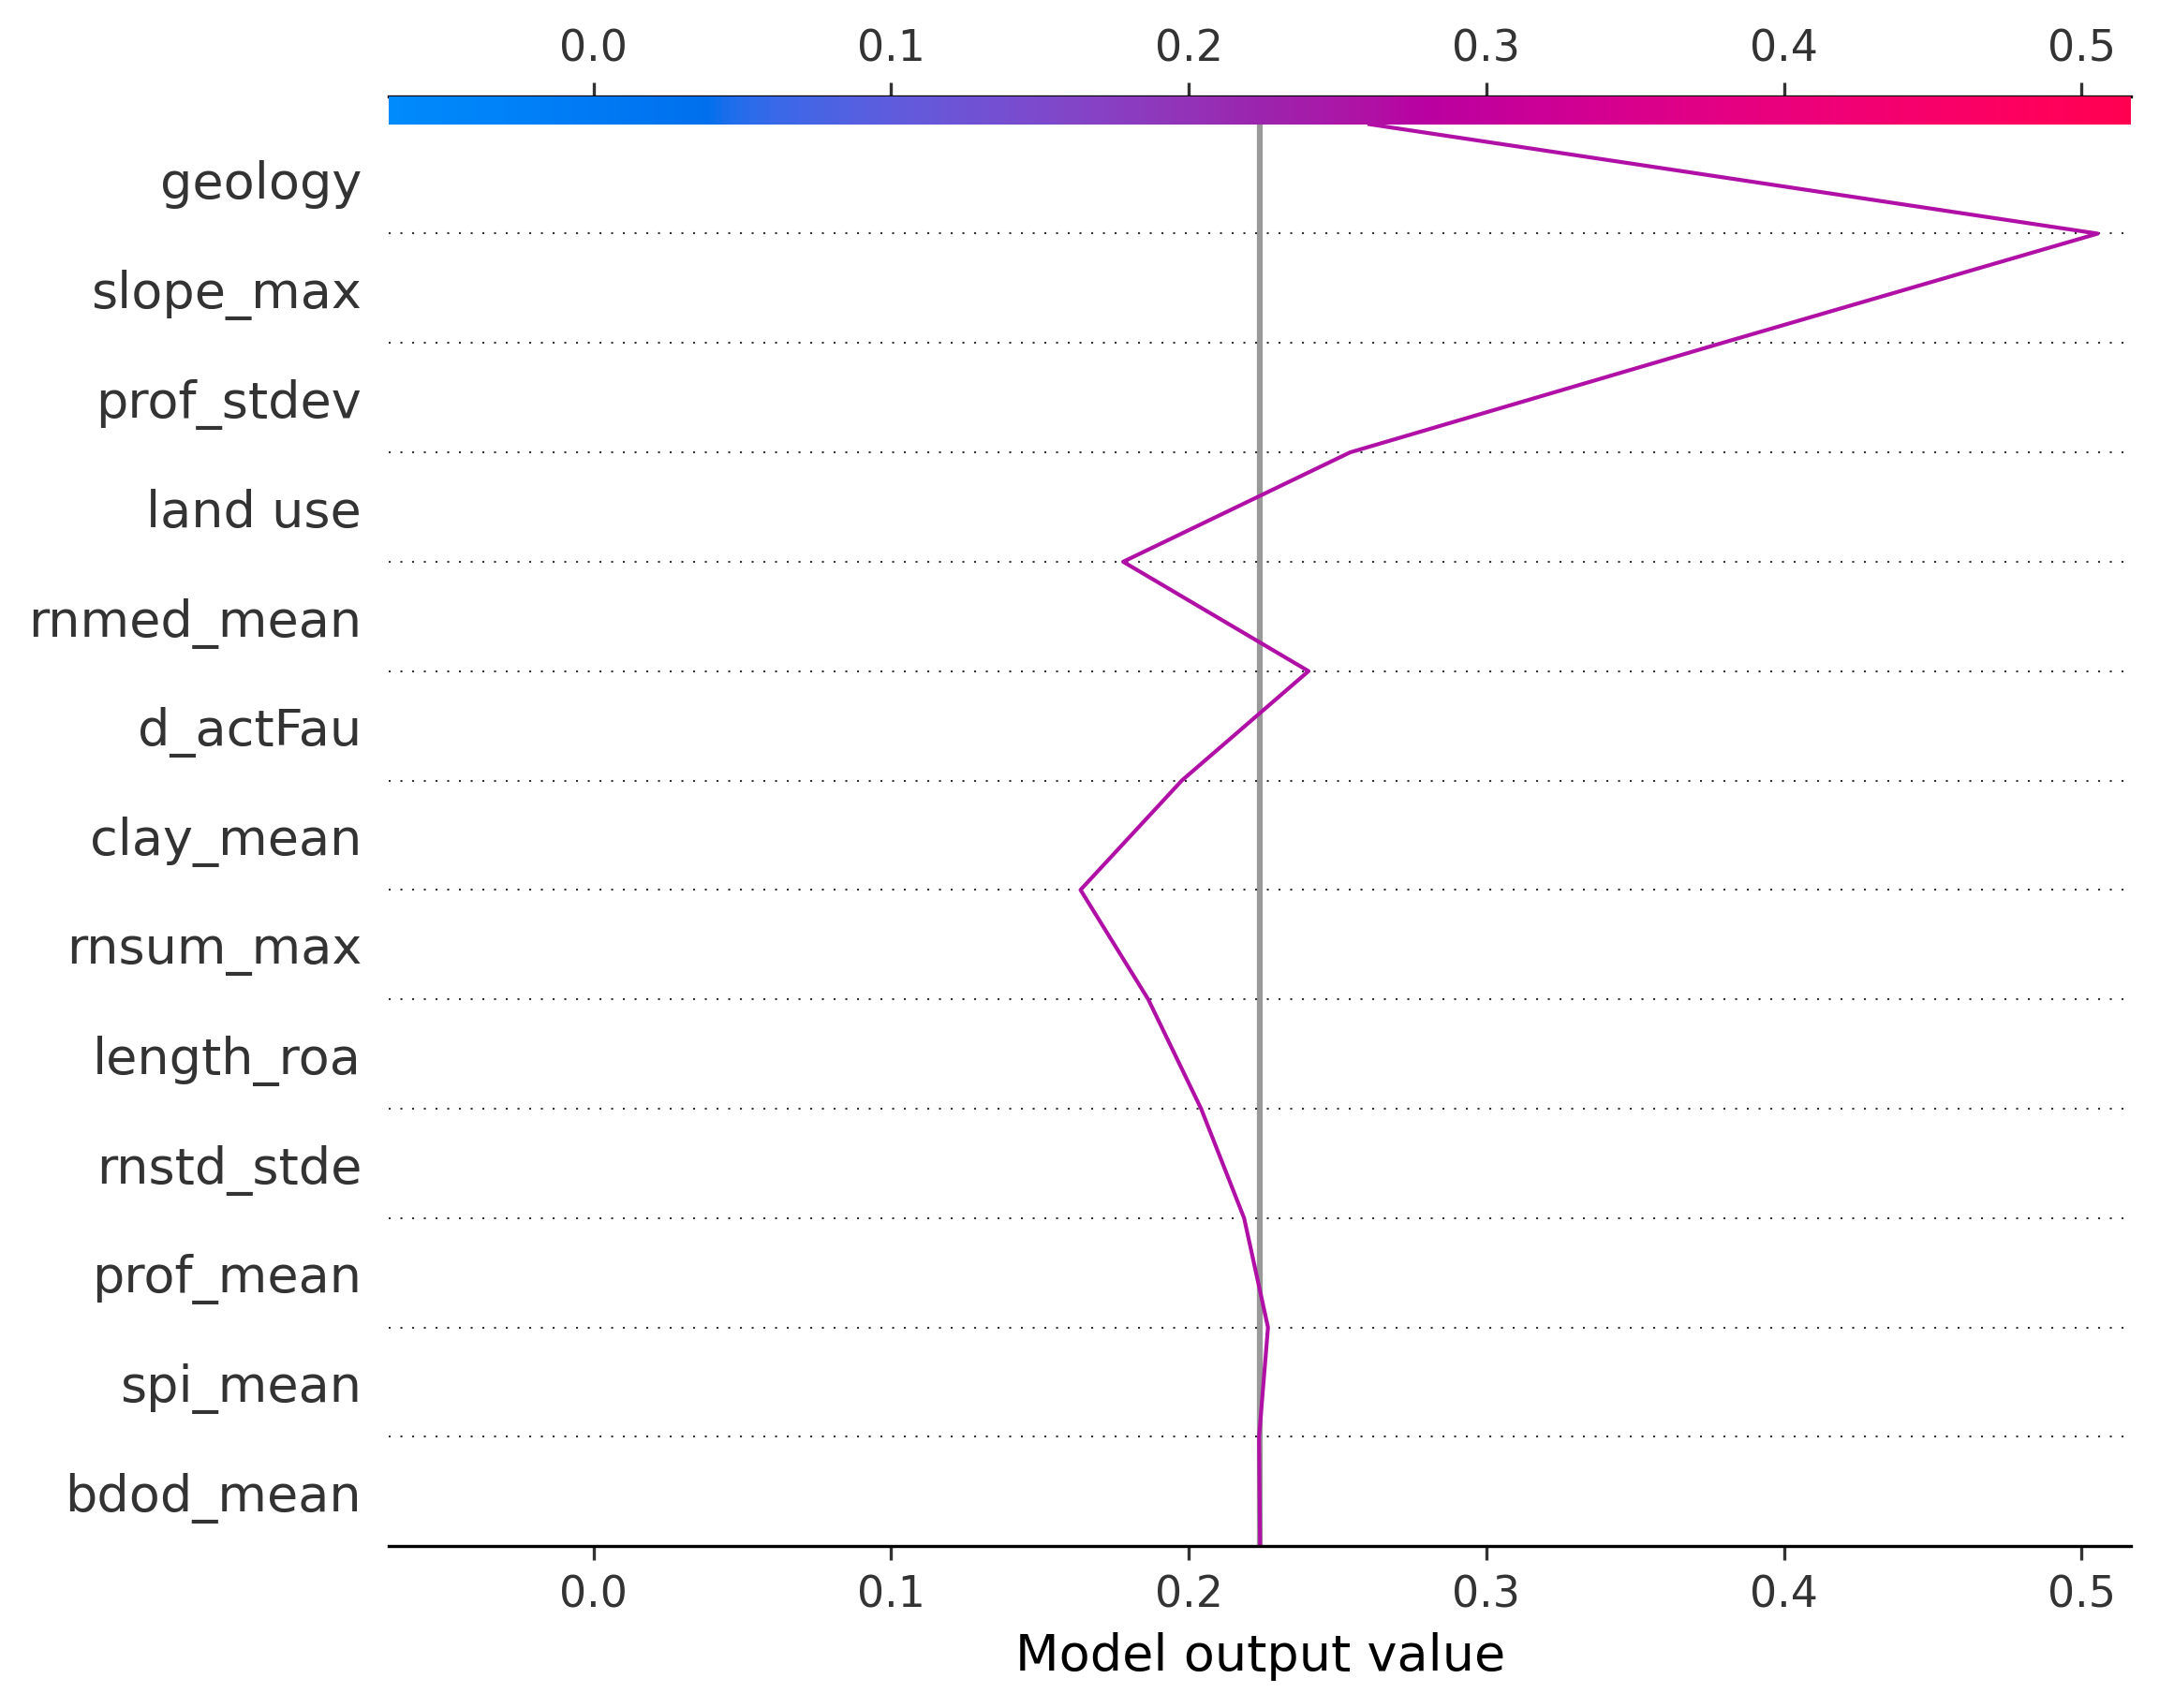 0.0 0.1 0.2 0.3 0.4 0.5
geology
slope_max
prof_stdev
land use
rnmed_mean
d_actFau
clay_mean
rnsum_max
length_roa
rnstd_stde
prof_mean
spi_mean
bdod_mean
0.0 0.1 0.2 0.3 0.4 0.5
Model output value